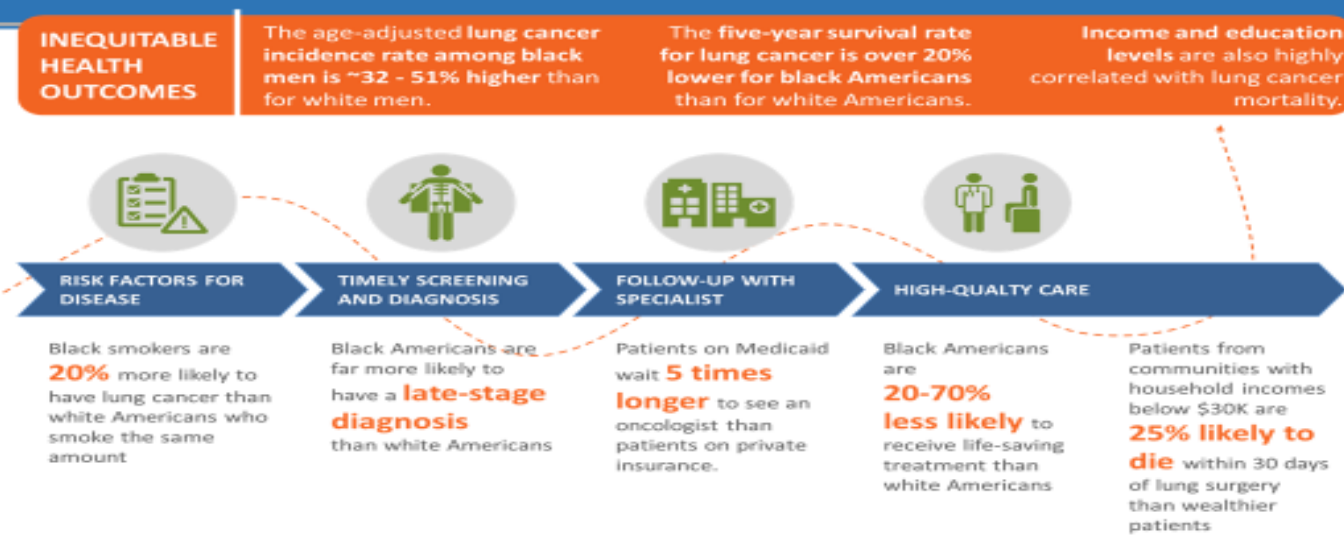 INEQUITABLE
HEALTH
OUTCOMES
The age-adjusted lung cancer
incidence rate among black
men is ~32 - 51% higher than
for white men.
The five-year survival rate
for lung cancer is over 20%
lower for black Americans
than for white Americans.
Income and education
levels are also highly
correlated with lung cancer
mortality.
RISK FACTORS FOR
DISEASE
TIMELY SCREENING
AND DIAGNOSIS
FOLLOW-UP WITH
SPECIALIST
HIGH-QUALTY CARE
Black smokers are
20% more likely to
have lung cancer than
white Americans who
smoke the same
amount
Black Americans are
far more likely to
have a late-stage
diagnosis
than white Americans
Patients on Medicaid
wait 5 times
longer to see an
oncologist than
patients on private
insurance.
Black Americans
are
20-70%
less likely to
receive life-saving
treatment than
white Americans
Patients from
communities with
household incomes
below $30K are
25% likely to
die within 30 days
of lung surgery
than wealthier
patients